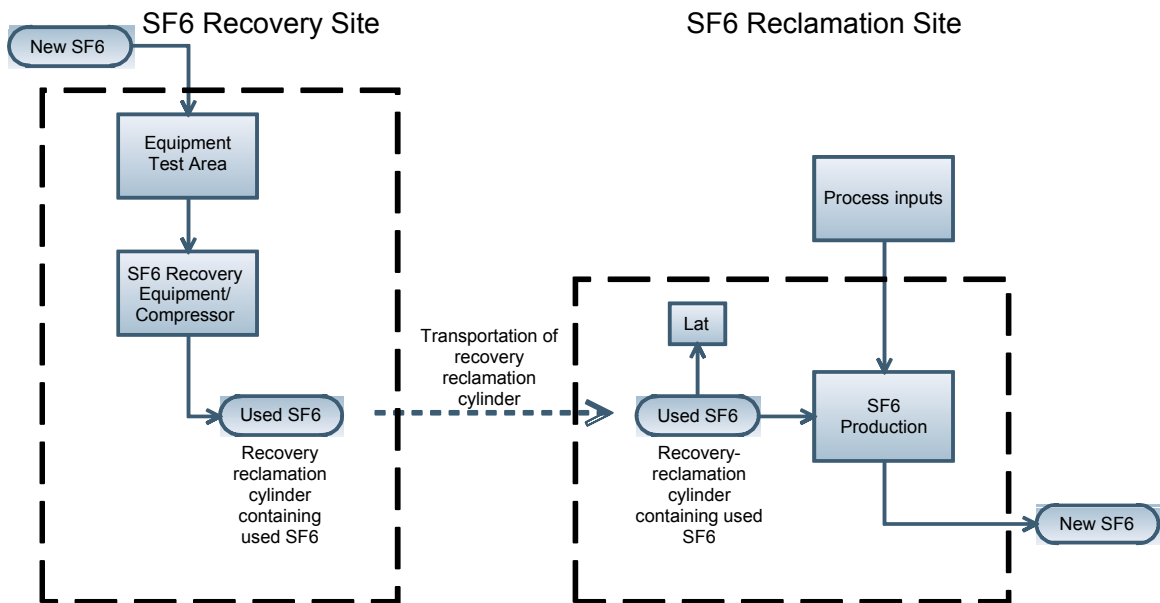 SF6 Recovery Site
SF6 Reclamation Site
New SF6
Equipment
Test Area
SF6 Recovery
Equipment/
Compressor
Used SF6
Recovery
reclamation
cylinder
containing
used SF6
Transportation of
recovery
reclamation
cylinder
Process inputs
Lat
Used SF6
Recovery-
reclamation
cylinder
containing used
SF6
SF6
Production
New SF6